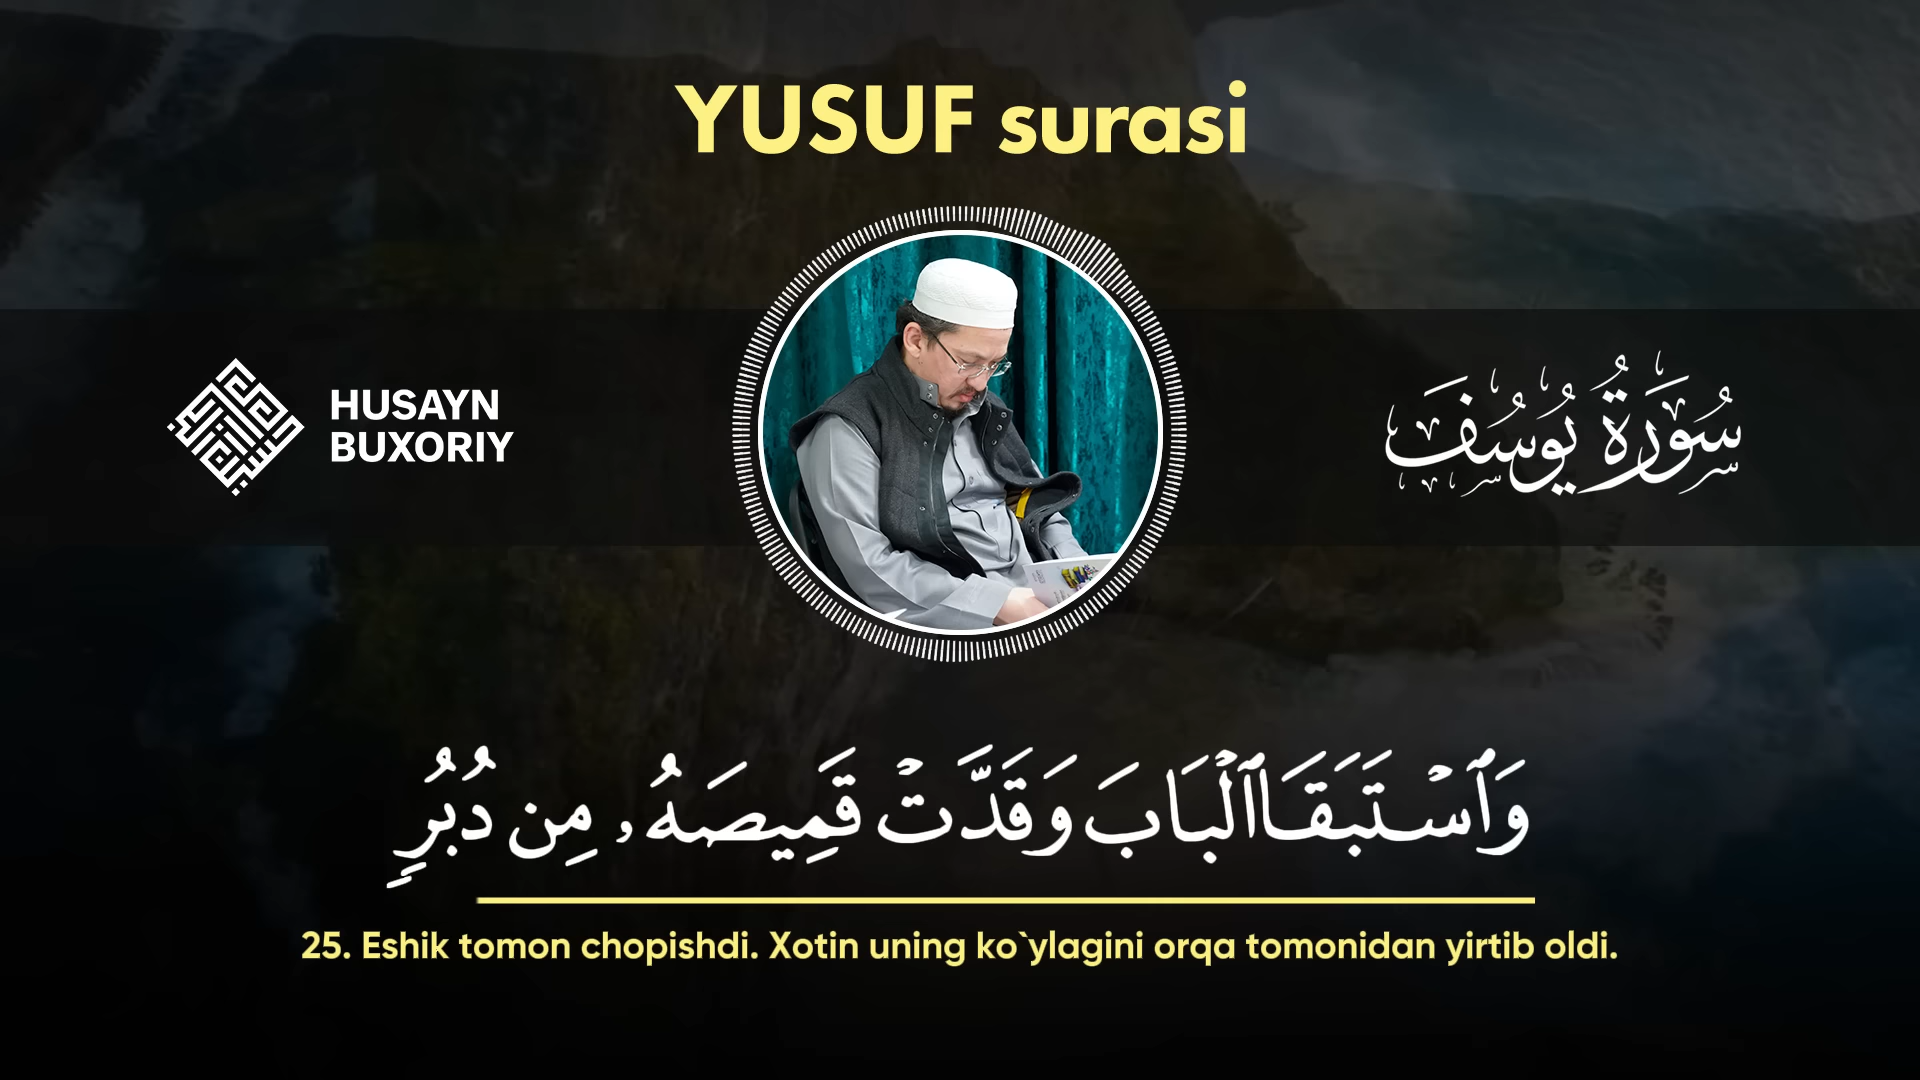 YUSUF surasi
HUSAYN
BUXORIY
سُورَةُ يُوسُفَ
وَٱسْتَبَقَا ٱلْبَابَ وَقَدَّتْ قَمِيصَهُۥ مِن دُبُرٍ
25. Eshik tomon chopishdi. Xotin uning ko`ylagini orqa tomonidan yirtib oldi.